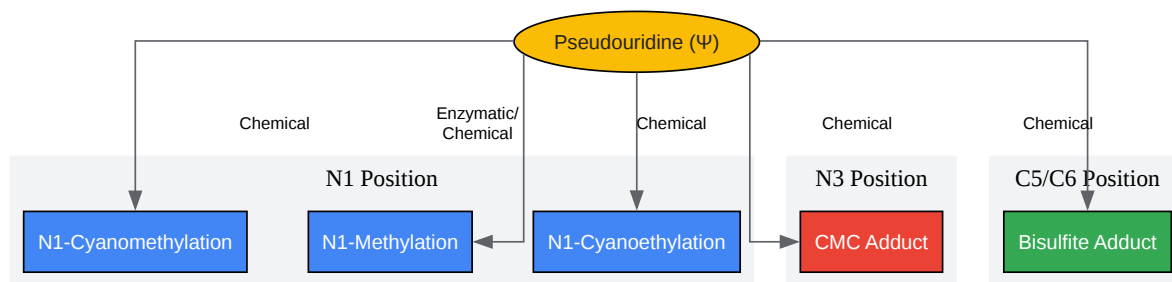 Pseudouridine (Ψ)
Chemical
Enzymatic/
Chemical
Chemical
Chemical
Chemical
N1 Position
N3 Position
C5/C6 Position
N1-Cyanomethylation
N1-Methylation
N1-Cyanoethylation
CMC Adduct
Bisulfite Adduct